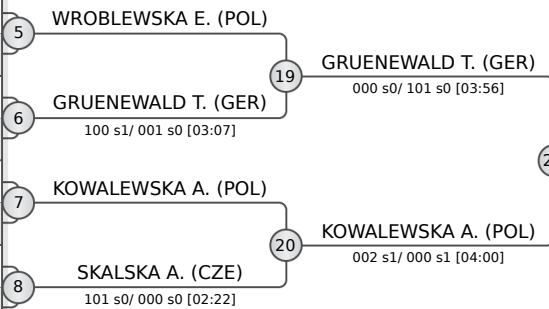 WROBLEWSKA E. (POL)
5
19
GRUENEWALD T. (GER)
000 s0/ 101 s0 [03:56]
GRUENEWALD T. (GER)
6
100 s1/ 001 s0 [03:07]
KOWALEWSKA A. (POL)
7
20
KOWALEWSKA A. (POL)
002 s1/ 000 s1 [04:00]
SKALSKA A. (CZE)
8
101 s0/ 000 s0 [02:22]